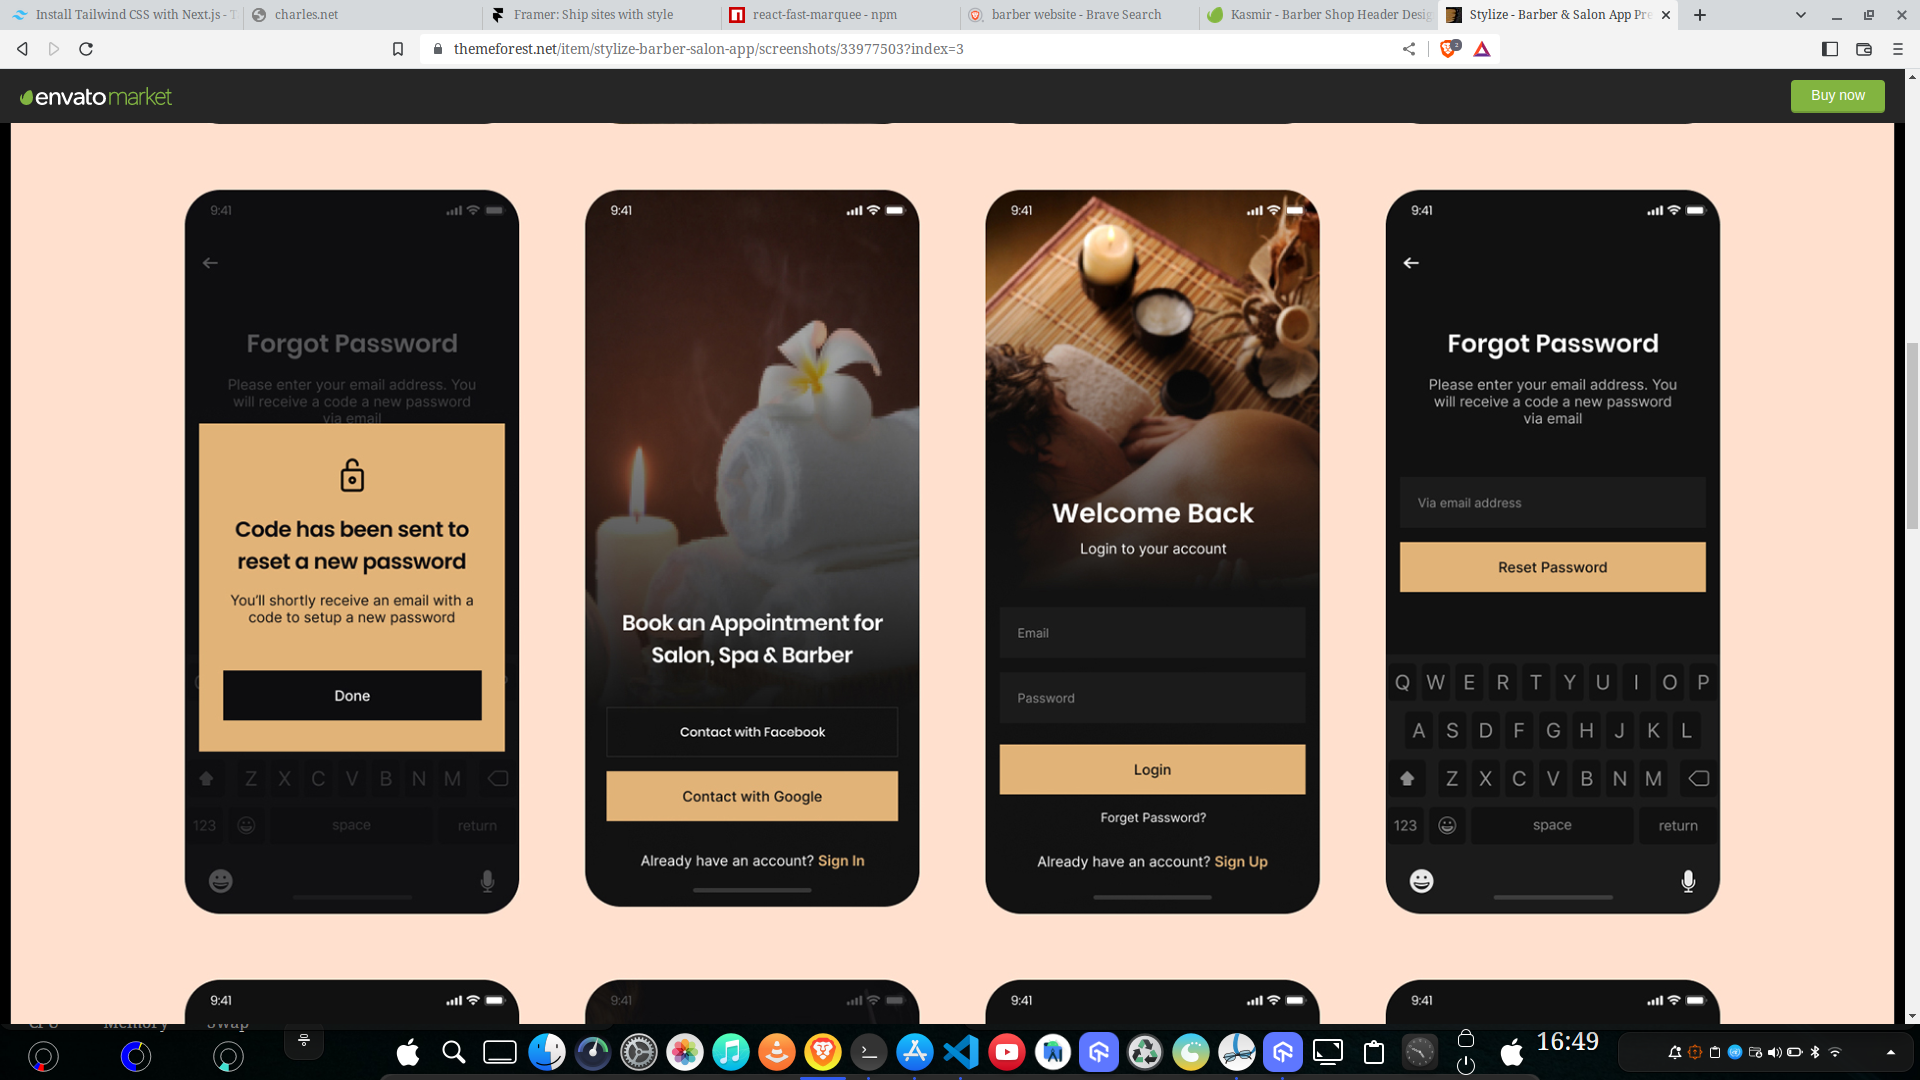 Install Tailwind CSS with Next.js - T
charles.net
Framer: Ship sites with style
react-fast-marquee - npm
barber website - Brave Search
Kasmir - Barber Shop Header Desig
Stylize - Barber & Salon App Pre
themeforest.net/item/stylize-barber-salon-app/screenshots/33977503?index=3
2
envato market
Buy now
9:41
Forgot Password
Please enter your email address. You
will receive a code a new password
via email
Code has been sent to
reset a new password
You'll shortly receive an email with a
code to setup a new password
Done
Z X C V B N M
123
space
return
9:41
Book an Appointment for
Salon, Spa & Barber
Contact with Facebook
Contact with Google
Already have an account? Sign In
9:41
Welcome Back
Login to your account
Email
Password
Login
Forget Password?
Already have an account? Sign Up
9:41
Forgot Password
Please enter your email address. You
will receive a code a new password
via email
Via email address
Reset Password
Q W E R T Y U I O P
A S D F G H J K L
Z X C V B N M
123
space
return
9:41
9:41
9:41
9:41
CPU
Memory
Swap
16:49